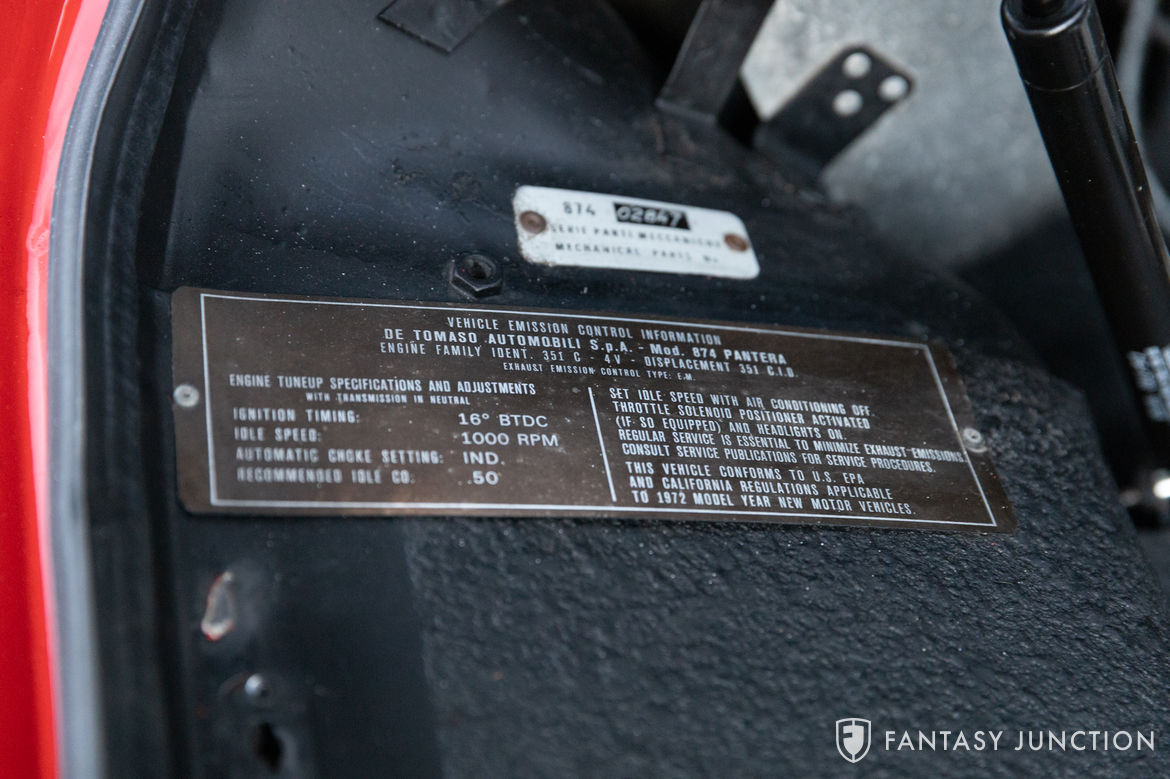 874 02847
SERIE PARTI MECCANICHE
MECHANICAL PARTS No
VEHICLE EMISSION CONTROL INFORMATION
DE TOMASO AUTOMOBILI S.p.A. - Mod. 874 PANTERA
ENGINE FAMILY IDENT. 351 C - 4V - DISPLACEMENT 351 C.I.D.
EXHAUST EMISSION CONTROL TYPE: E.M.
ENGINE TUNEUP SPECIFICATIONS AND ADJUSTMENTS
WITH TRANSMISSION IN NEUTRAL
IGNITION TIMING: 16° BTDC
IDLE SPEED: 1000 RPM
AUTOMATIC CHOKE SETTING: IND.
RECOMMENDED IDLE CO: .50
SET IDLE SPEED WITH AIR CONDITIONING OFF.
THROTTLE SOLENOID POSITIONER ACTIVATED
(IF SO EQUIPPED) AND HEADLIGHTS ON.
REGULAR SERVICE IS ESSENTIAL TO MINIMIZE EXHAUST EMISSIONS.
CONSULT SERVICE PUBLICATIONS FOR SERVICE PROCEDURES.
THIS VEHICLE CONFORMS TO U.S. EPA
AND CALIFORNIA REGULATIONS APPLICABLE
TO 1972 MODEL YEAR NEW MOTOR VEHICLES.
FANTASY JUNCTION